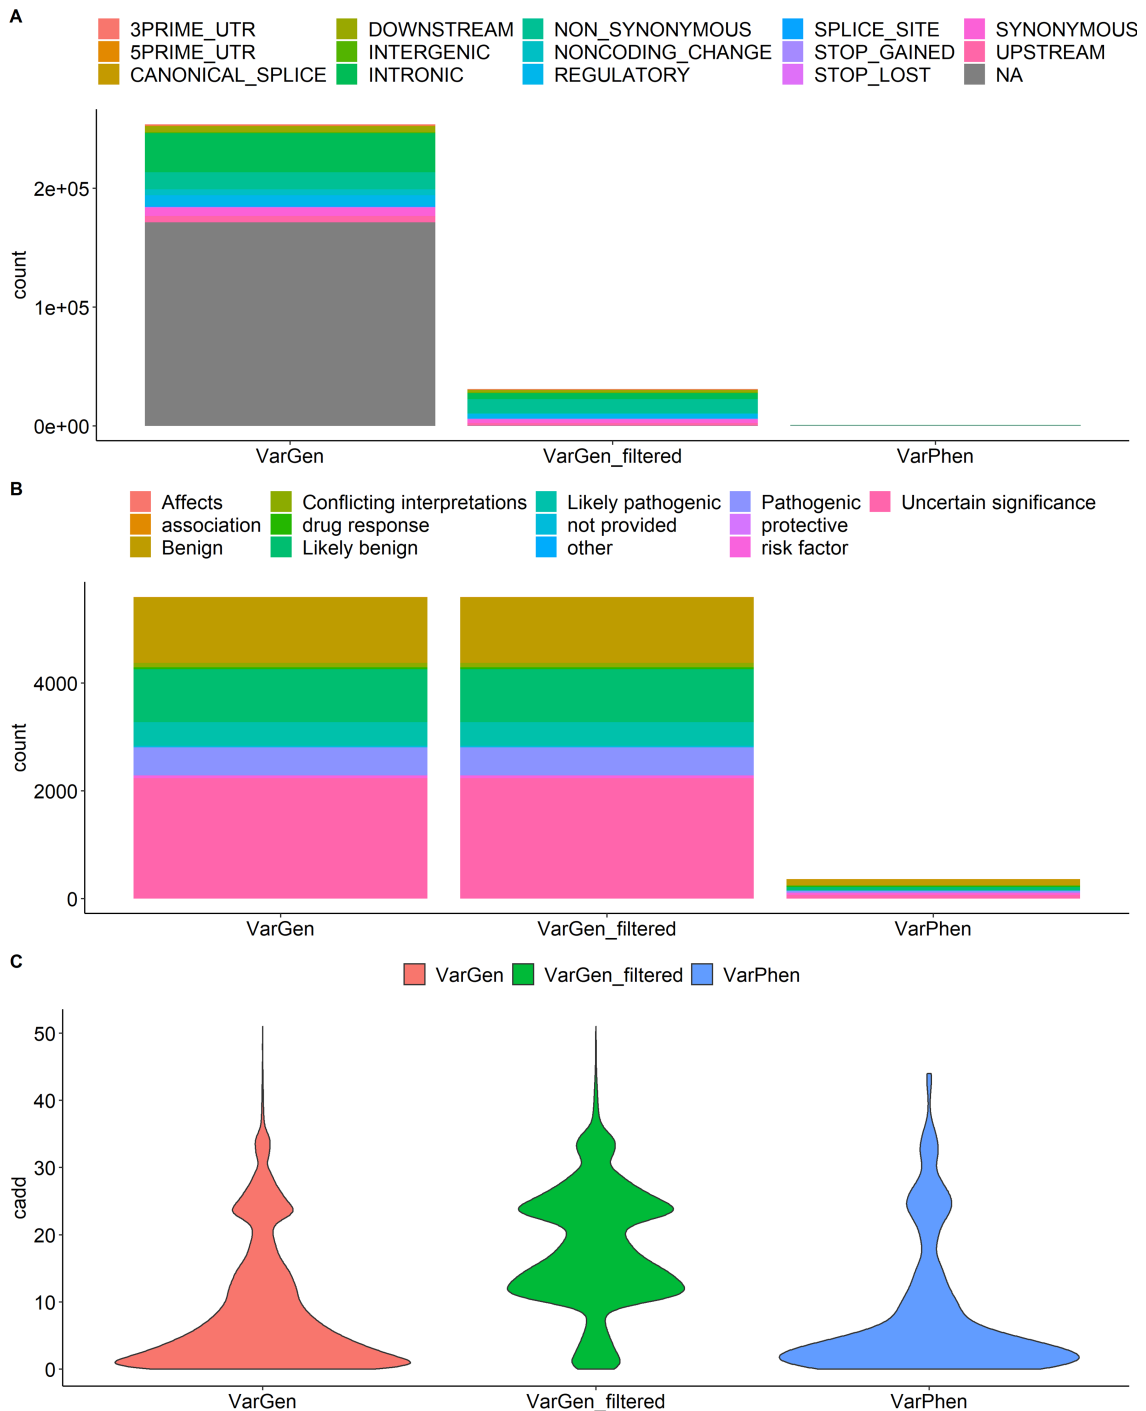 A
3PRIME_UTR DOWNSTREAM NON_SYNONYMOUS SPLICE_SITE SYNONYMOUS
5PRIME_UTR INTERGENIC NONCODING_CHANGE STOP_GAINED UPSTREAM
CANONICAL_SPLICE INTRONIC REGULATORY STOP_LOST NA
2e+05
count
1e+05
0e+00
VarGen VarGen_filtered VarPhen
B
Affects Conflicting interpretations Likely pathogenic Pathogenic Uncertain significance
association drug response not provided protective
Benign Likely benign other risk factor
4000
count
2000
0
VarGen VarGen_filtered VarPhen
C
VarGen VarGen_filtered VarPhen
50
40
30
cadd
20
10
0
VarGen VarGen_filtered VarPhen